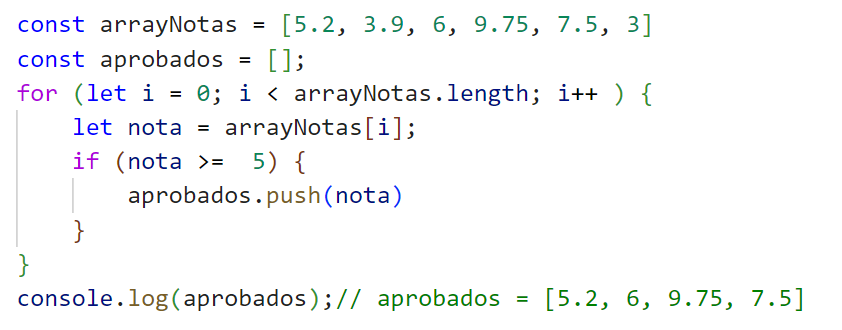 const arrayNotas = [5.2, 3.9, 6, 9.75, 7.5, 3]
const aprobados = [];
for (let i = 0; i < arrayNotas.length; i++ ) {
    let nota = arrayNotas[i];
    if (nota >=  5) {
        aprobados.push(nota)
    }
}
console.log(aprobados);// aprobados = [5.2, 6, 9.75, 7.5]